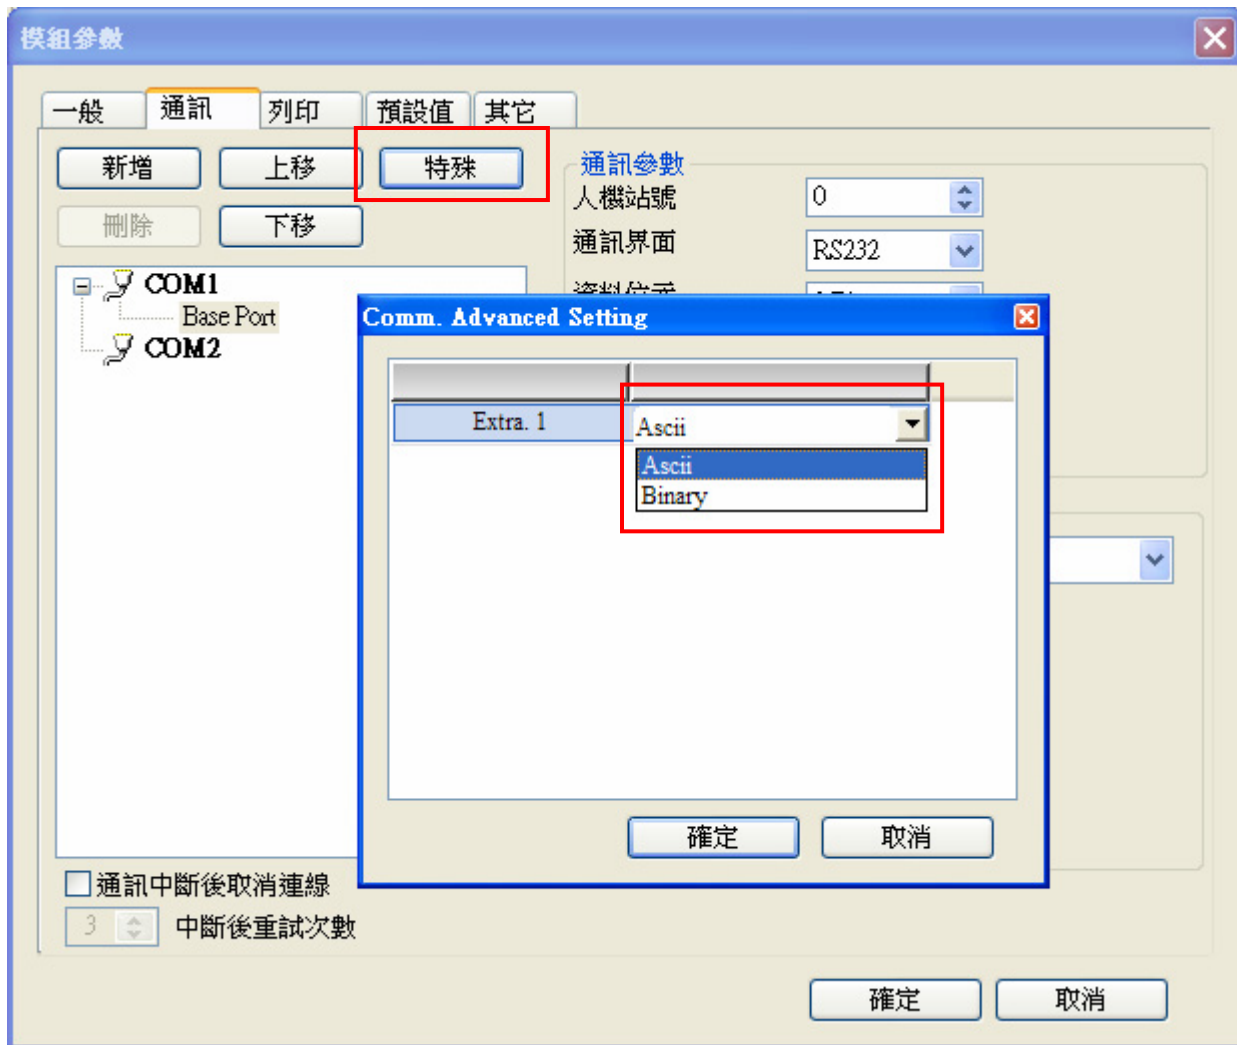 模組參數
一般 通訊 列印 預設值 其它
新增 上移 特殊
刪除 下移
COM1
Base Port
COM2
通訊參數
人機站號 0
通訊界面 RS232
Comm. Advanced Setting
Extra. 1 Ascii
Ascii
Binary
確定 取消
通訊中斷後取消連線
3 中斷後重試次數
確定 取消